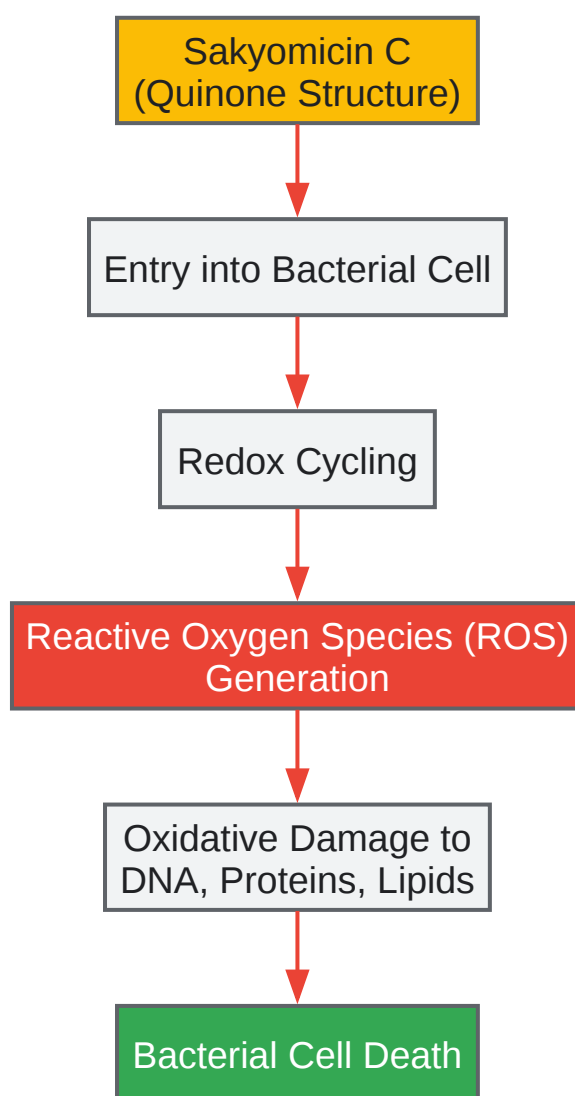 Sakyomicin C
(Quinone Structure)
Entry into Bacterial Cell
Redox Cycling
Reactive Oxygen Species (ROS)
Generation
Oxidative Damage to
DNA, Proteins, Lipids
Bacterial Cell Death